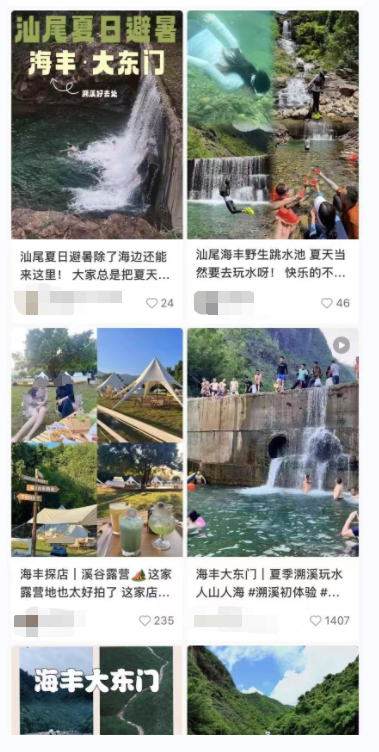 汕尾夏日避暑
海丰·大东门
溯溪好去处
汕尾夏日避暑除了海边还能
来这里！ 大家总是把夏天...
24
汕尾海丰野生跳水池 夏天当
然要去玩水呀！ 快乐的不...
46
海丰探店｜溪谷露营🏕️这家
露营地也太好拍了 这家店...
235
海丰大东门｜夏季溯溪玩水
人山人海 #溯溪初体验 #...
1407
海丰大东门